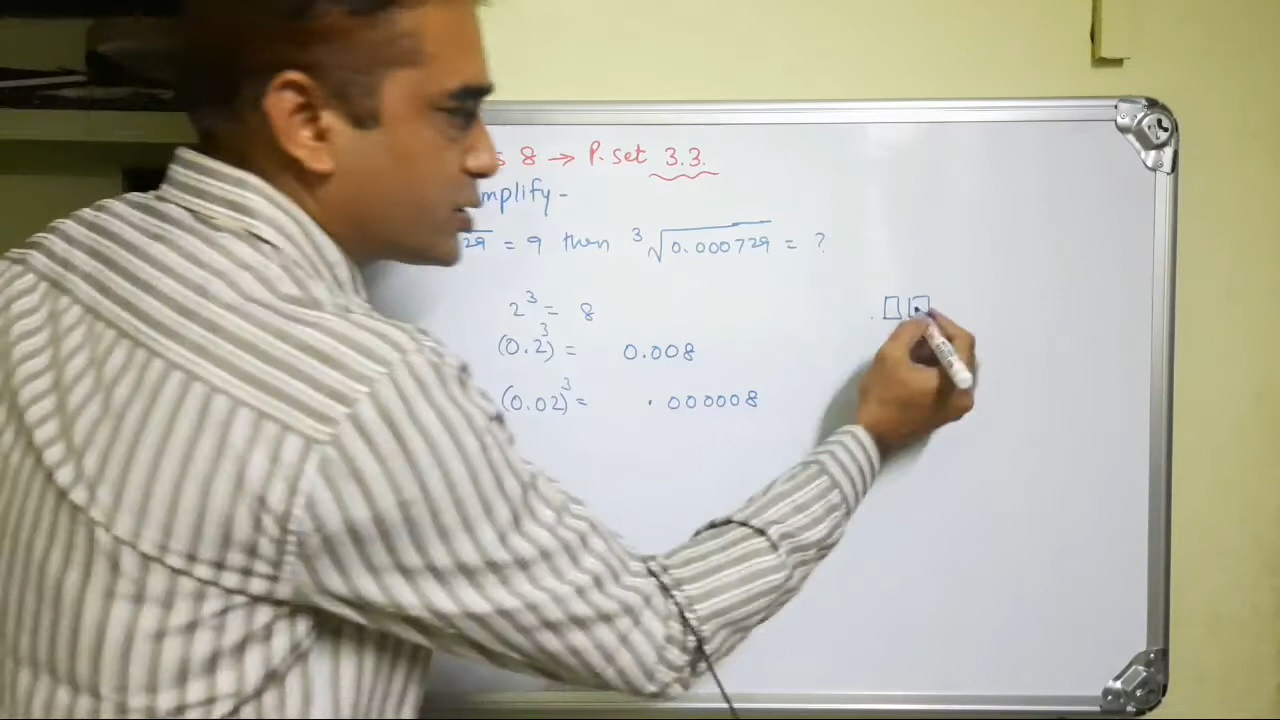 8 → P. set 3.3.
mplify -
29 = 9 then ³√0.000729 = ?
2³ = 8
(0.2)³ = 0.008
(0.02)³ = .000008